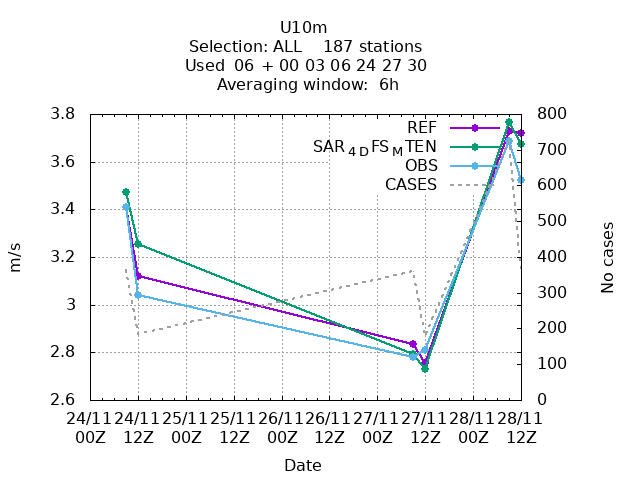 U10m
Selection: ALL 187 stations
Used 06 + 00 03 06 24 27 30
Averaging window: 6h
3.8
3.6
3.4
3.2
3
2.8
2.6
800
700
600
500
400
300
200
100
0
m/s
No cases
REF
SAR4DFSMTEN
OBS
CASES
24/11 24/11 25/11 25/11 26/11 26/11 27/11 27/11 28/11 28/11
00Z 12Z 00Z 12Z 00Z 12Z 00Z 12Z 00Z 12Z
Date